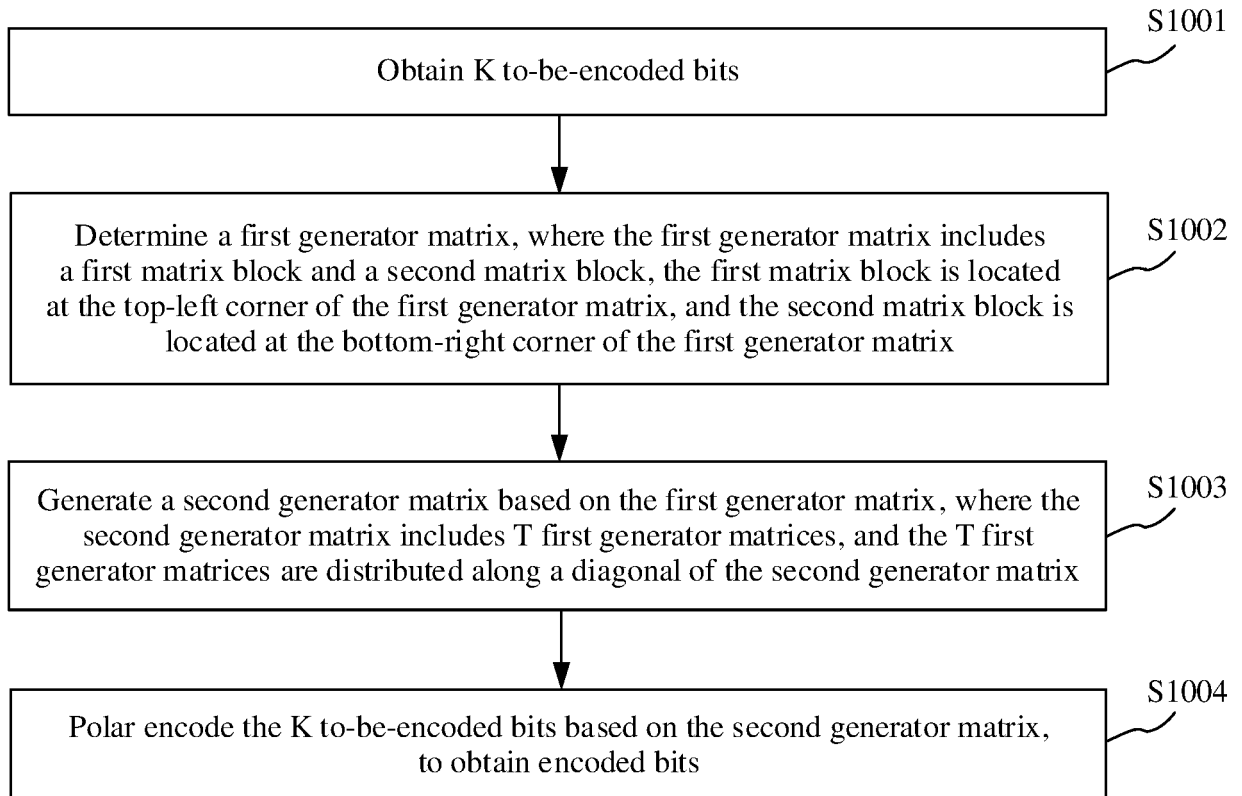 S1001
Obtain K to-be-encoded bits
S1002
Determine a first generator matrix, where the first generator matrix includes
a first matrix block and a second matrix block, the first matrix block is located
at the top-left corner of the first generator matrix, and the second matrix block is
located at the bottom-right corner of the first generator matrix
S1003
Generate a second generator matrix based on the first generator matrix, where the
second generator matrix includes T first generator matrices, and the T first
generator matrices are distributed along a diagonal of the second generator matrix
S1004
Polar encode the K to-be-encoded bits based on the second generator matrix,
to obtain encoded bits